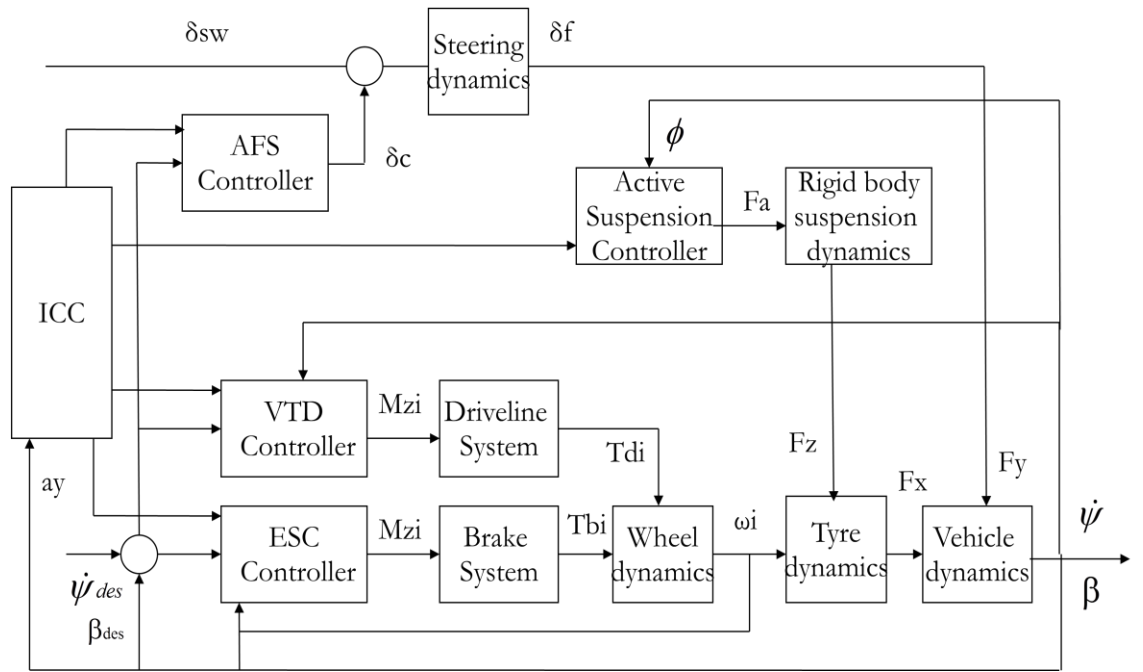 δsw
δf
Steering
dynamics
AFS
Controller
δc
ϕ
Active
Suspension
Controller
Fa
Rigid body
suspension
dynamics
ICC
VTD
Controller
Mzi
Driveline
System
Tdi
Fz
Fx
Fy
ay
ESC
Controller
Mzi
Brake
System
Tbi
Wheel
dynamics
ωi
Tyre
dynamics
Vehicle
dynamics
ψ̇
β
ψ̇des
βdes